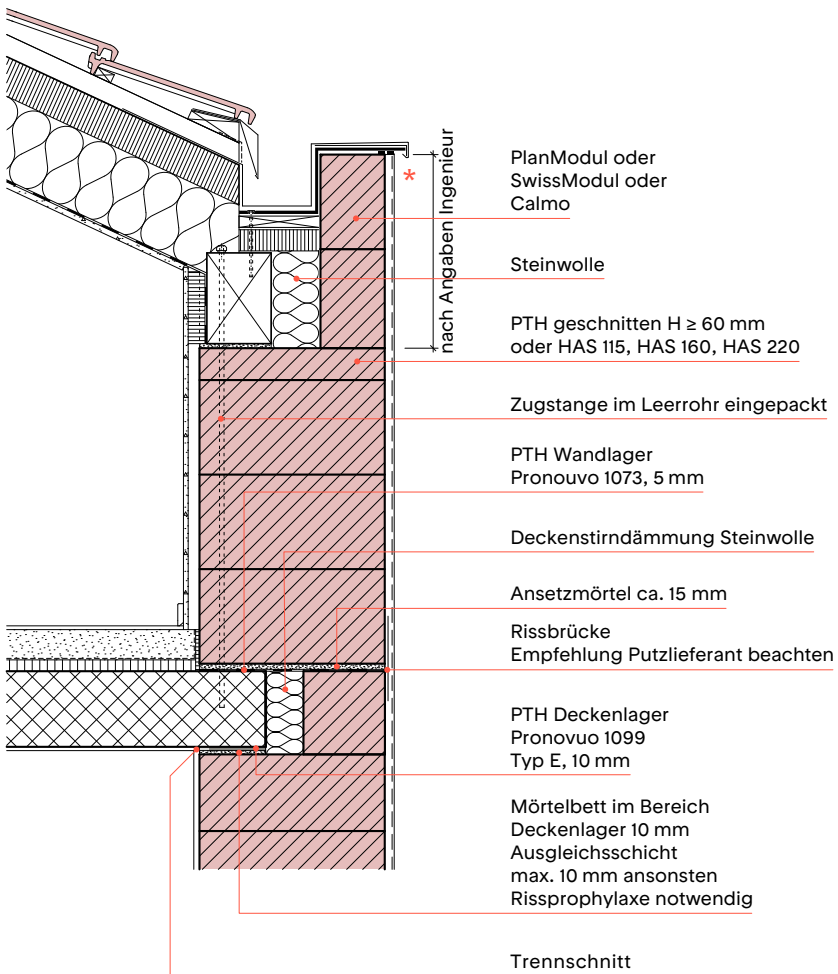 PlanModul oder
SwissModul oder
Calmo
*
nach Angaben Ingenieur
Steinwolle
PTH geschnitten H ≥ 60 mm
oder HAS 115, HAS 160, HAS 220
Zugstange im Leerrohr eingepackt
PTH Wandlager
Pronouvo 1073, 5 mm
Deckenstirndämmung Steinwolle
Ansetzmörtel ca. 15 mm
Rissbrücke
Empfehlung Putzlieferant beachten
PTH Deckenlager
Pronovuo 1099
Typ E, 10 mm
Mörtelbett im Bereich
Deckenlager 10 mm
Ausgleichsschicht
max. 10 mm ansonsten
Rissprophylaxe notwendig
Trennschnitt